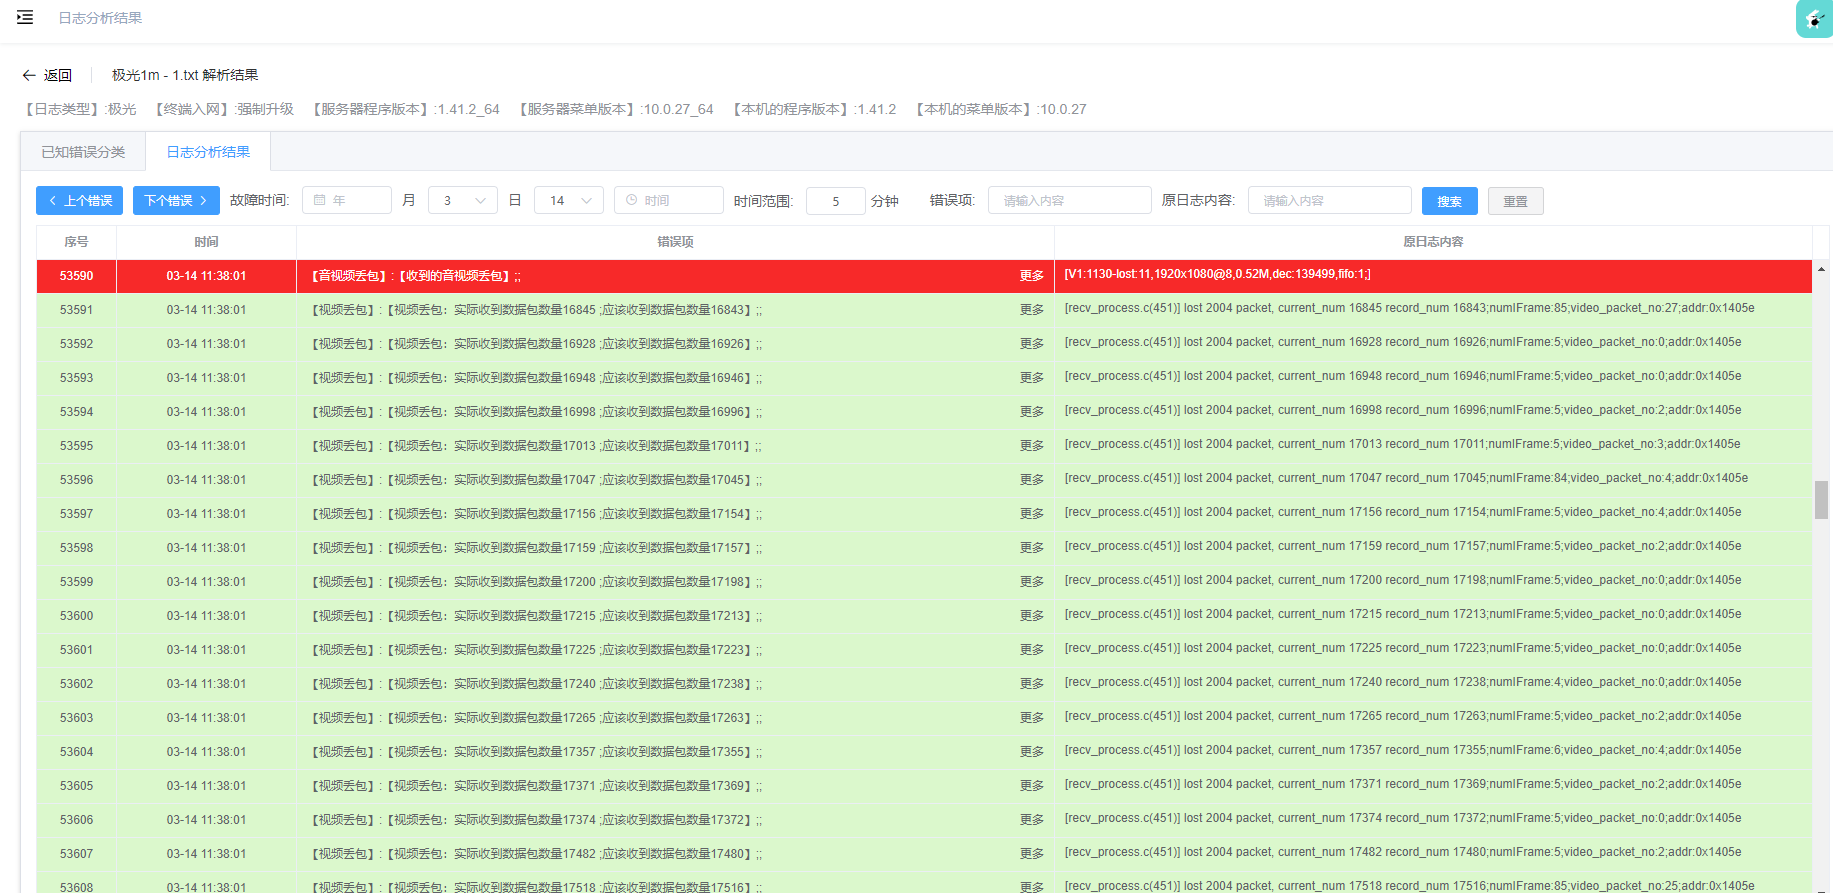 日志分析结果
返回 极光1m - 1.txt 解析结果
【日志类型】:极光 【终端入网】:强制升级 【服务器程序版本】:1.41.2_64 【服务器菜单版本】:10.0.27_64 【本机的程序版本】:1.41.2 【本机的菜单版本】:10.0.27
已知错误分类 日志分析结果
上个错误 下个错误 故障时间: 年 月 3 日 14 时间 时间范围: 5 分钟 错误项: 请输入内容 原日志内容: 请输入内容 搜索 重置
序号 时间 错误项 原日志内容
53590 03-14 11:38:01 【音视频丢包】:【收到的音视频丢包】;; 更多 [V1:1130-lost:11,1920x1080@8,0.52M,dec:139499,fifo:1;]
53591 03-14 11:38:01 【视频丢包】:【视频丢包：实际收到数据包数量16845 ;应该收到数据包数量16843】;; 更多 [recv_process.c(451)] lost 2004 packet, current_num 16845 record_num 16843;numIFrame:85;video_packet_no:27;addr:0x1405e
53592 03-14 11:38:01 【视频丢包】:【视频丢包：实际收到数据包数量16928 ;应该收到数据包数量16926】;; 更多 [recv_process.c(451)] lost 2004 packet, current_num 16928 record_num 16926;numIFrame:5;video_packet_no:0;addr:0x1405e
53593 03-14 11:38:01 【视频丢包】:【视频丢包：实际收到数据包数量16948 ;应该收到数据包数量16946】;; 更多 [recv_process.c(451)] lost 2004 packet, current_num 16948 record_num 16946;numIFrame:5;video_packet_no:0;addr:0x1405e
53594 03-14 11:38:01 【视频丢包】:【视频丢包：实际收到数据包数量16998 ;应该收到数据包数量16996】;; 更多 [recv_process.c(451)] lost 2004 packet, current_num 16998 record_num 16996;numIFrame:5;video_packet_no:2;addr:0x1405e
53595 03-14 11:38:01 【视频丢包】:【视频丢包：实际收到数据包数量17013 ;应该收到数据包数量17011】;; 更多 [recv_process.c(451)] lost 2004 packet, current_num 17013 record_num 17011;numIFrame:5;video_packet_no:3;addr:0x1405e
53596 03-14 11:38:01 【视频丢包】:【视频丢包：实际收到数据包数量17047 ;应该收到数据包数量17045】;; 更多 [recv_process.c(451)] lost 2004 packet, current_num 17047 record_num 17045;numIFrame:84;video_packet_no:4;addr:0x1405e
53597 03-14 11:38:01 【视频丢包】:【视频丢包：实际收到数据包数量17156 ;应该收到数据包数量17154】;; 更多 [recv_process.c(451)] lost 2004 packet, current_num 17156 record_num 17154;numIFrame:5;video_packet_no:4;addr:0x1405e
53598 03-14 11:38:01 【视频丢包】:【视频丢包：实际收到数据包数量17159 ;应该收到数据包数量17157】;; 更多 [recv_process.c(451)] lost 2004 packet, current_num 17159 record_num 17157;numIFrame:5;video_packet_no:2;addr:0x1405e
53599 03-14 11:38:01 【视频丢包】:【视频丢包：实际收到数据包数量17200 ;应该收到数据包数量17198】;; 更多 [recv_process.c(451)] lost 2004 packet, current_num 17200 record_num 17198;numIFrame:5;video_packet_no:0;addr:0x1405e
53600 03-14 11:38:01 【视频丢包】:【视频丢包：实际收到数据包数量17215 ;应该收到数据包数量17213】;; 更多 [recv_process.c(451)] lost 2004 packet, current_num 17215 record_num 17213;numIFrame:5;video_packet_no:0;addr:0x1405e
53601 03-14 11:38:01 【视频丢包】:【视频丢包：实际收到数据包数量17225 ;应该收到数据包数量17223】;; 更多 [recv_process.c(451)] lost 2004 packet, current_num 17225 record_num 17223;numIFrame:5;video_packet_no:0;addr:0x1405e
53602 03-14 11:38:01 【视频丢包】:【视频丢包：实际收到数据包数量17240 ;应该收到数据包数量17238】;; 更多 [recv_process.c(451)] lost 2004 packet, current_num 17240 record_num 17238;numIFrame:4;video_packet_no:0;addr:0x1405e
53603 03-14 11:38:01 【视频丢包】:【视频丢包：实际收到数据包数量17265 ;应该收到数据包数量17263】;; 更多 [recv_process.c(451)] lost 2004 packet, current_num 17265 record_num 17263;numIFrame:5;video_packet_no:2;addr:0x1405e
53604 03-14 11:38:01 【视频丢包】:【视频丢包：实际收到数据包数量17357 ;应该收到数据包数量17355】;; 更多 [recv_process.c(451)] lost 2004 packet, current_num 17357 record_num 17355;numIFrame:6;video_packet_no:4;addr:0x1405e
53605 03-14 11:38:01 【视频丢包】:【视频丢包：实际收到数据包数量17371 ;应该收到数据包数量17369】;; 更多 [recv_process.c(451)] lost 2004 packet, current_num 17371 record_num 17369;numIFrame:5;video_packet_no:2;addr:0x1405e
53606 03-14 11:38:01 【视频丢包】:【视频丢包：实际收到数据包数量17374 ;应该收到数据包数量17372】;; 更多 [recv_process.c(451)] lost 2004 packet, current_num 17374 record_num 17372;numIFrame:5;video_packet_no:0;addr:0x1405e
53607 03-14 11:38:01 【视频丢包】:【视频丢包：实际收到数据包数量17482 ;应该收到数据包数量17480】;; 更多 [recv_process.c(451)] lost 2004 packet, current_num 17482 record_num 17480;numIFrame:5;video_packet_no:2;addr:0x1405e
53608 03-14 11:38:01 【视频丢包】:【视频丢包：实际收到数据包数量17518 ;应该收到数据包数量17516】;; 更多 [recv_process.c(451)] lost 2004 packet, current_num 17518 record_num 17516;numIFrame:85;video_packet_no:25;addr:0x1405e